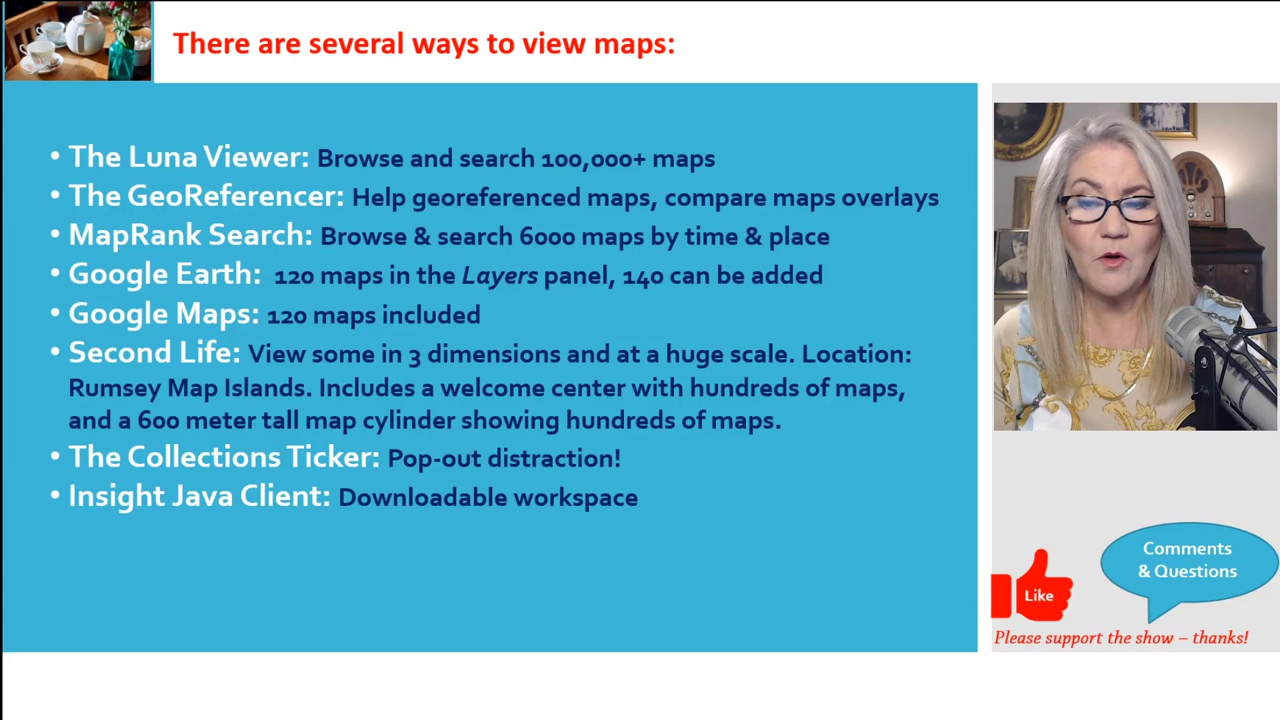 There are several ways to view maps:
• The Luna Viewer: Browse and search 100,000+ maps
• The GeoReferencer: Help georeferenced maps, compare maps overlays
• MapRank Search: Browse & search 6000 maps by time & place
• Google Earth: 120 maps in the Layers panel, 140 can be added
• Google Maps: 120 maps included
• Second Life: View some in 3 dimensions and at a huge scale. Location:
Rumsey Map Islands. Includes a welcome center with hundreds of maps,
and a 600 meter tall map cylinder showing hundreds of maps.
• The Collections Ticker: Pop-out distraction!
• Insight Java Client: Downloadable workspace
Comments
& Questions
Like
Please support the show – thanks!